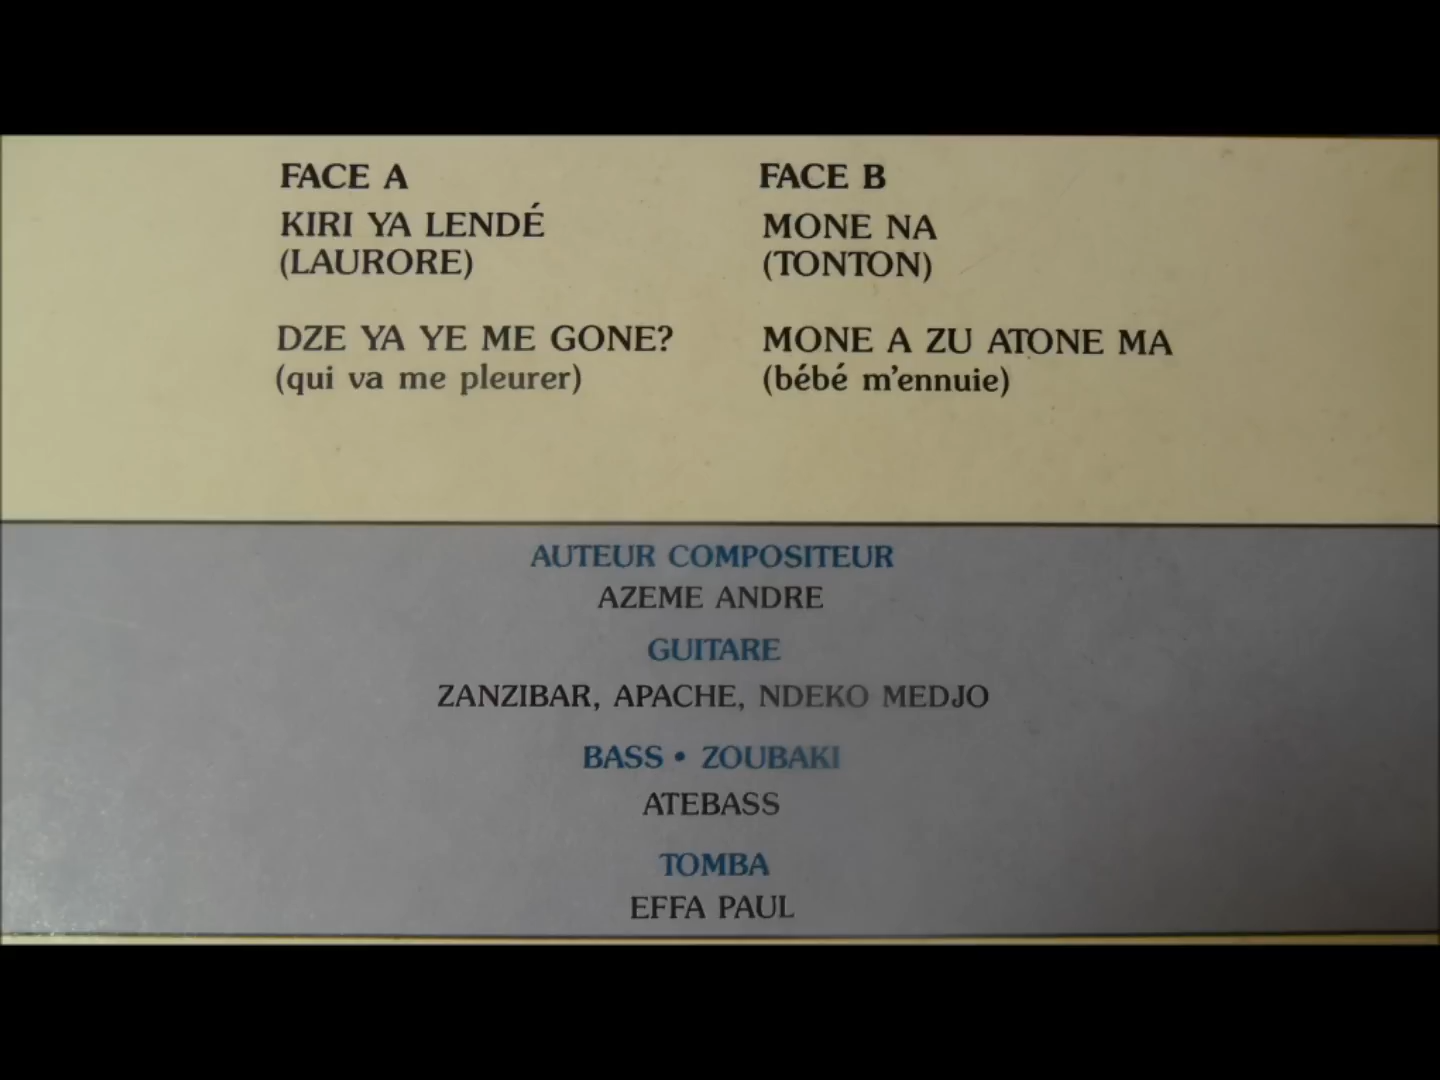 FACE A
KIRI YA LENDÉ
(LAURORE)
DZE YA YE ME GONE?
(qui va me pleurer)
FACE B
MONE NA
(TONTON)
MONE A ZU ATONE MA
(bébé m'ennuie)
AUTEUR COMPOSITEUR
AZEME ANDRE
GUITARE
ZANZIBAR, APACHE, NDEKO MEDJO
BASS • ZOUBAKI
ATEBASS
TOMBA
EFFA PAUL